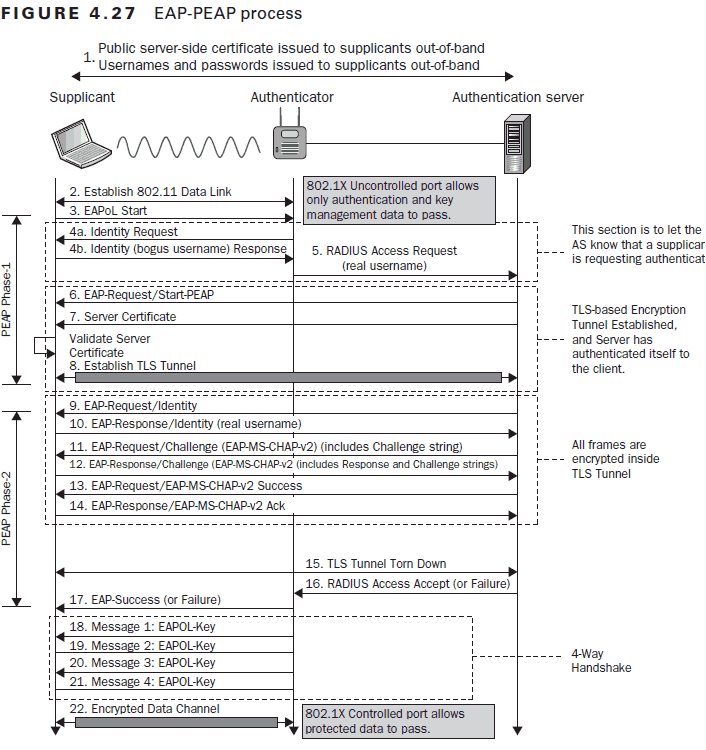 FIGURE 4.27 EAP-PEAP process
1. Public server-side certificate issued to supplicants out-of-band
Usernames and passwords issued to supplicants out-of-band
Supplicant
Authenticator
Authentication server
2. Establish 802.11 Data Link
802.1X Uncontrolled port allows
only authentication and key
management data to pass.
3. EAPoL Start
4a. Identity Request
4b. Identity (bogus username) Response
5. RADIUS Access Request
(real username)
This section is to let the
AS know that a supplicar
is requesting authenticat
PEAP Phase-1
6. EAP-Request/Start-PEAP
7. Server Certificate
Validate Server
Certificate
8. Establish TLS Tunnel
TLS-based Encryption
Tunnel Established,
and Server has
authenticated itself to
the client.
PEAP Phase-2
9. EAP-Request/Identity
10. EAP-Response/Identity (real username)
11. EAP-Request/Challenge (EAP-MS-CHAP-v2) (includes Challenge string)
12. EAP-Response/Challenge (EAP-MS-CHAP-v2 (includes Response and Challenge strings)
13. EAP-Request/EAP-MS-CHAP-v2 Success
14. EAP-Response/EAP-MS-CHAP-v2 Ack
All frames are
encrypted inside
TLS Tunnel
15. TLS Tunnel Torn Down
16. RADIUS Access Accept (or Failure)
17. EAP-Success (or Failure)
18. Message 1: EAPOL-Key
19. Message 2: EAPOL-Key
20. Message 3: EAPOL-Key
21. Message 4: EAPOL-Key
4-Way
Handshake
22. Encrypted Data Channel
802.1X Controlled port allows
protected data to pass.